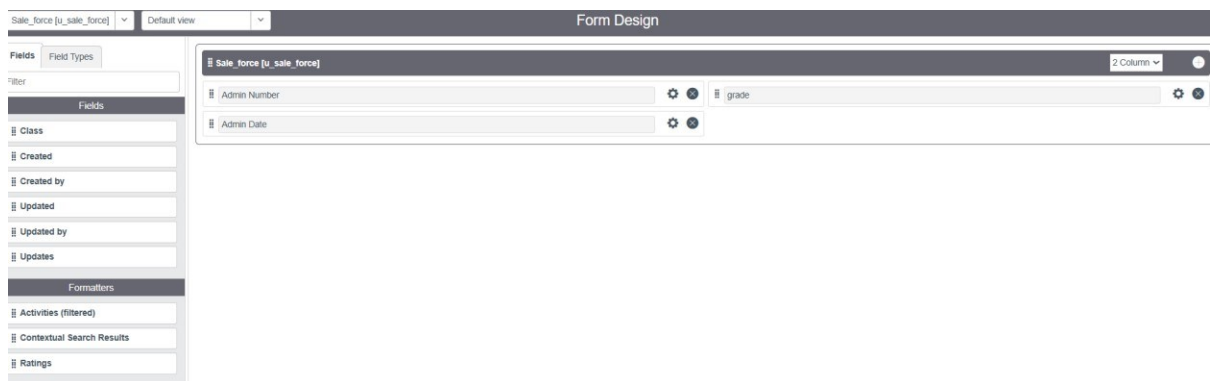 Sale_force [u_sale_force] Default view Form Design
Fields Field Types
Filter
Fields
Class
Created
Created by
Updated
Updated by
Updates
Formatters
Activities (filtered)
Contextual Search Results
Ratings
Sale_force [u_sale_force] 2 Column
Admin Number grade
Admin Date